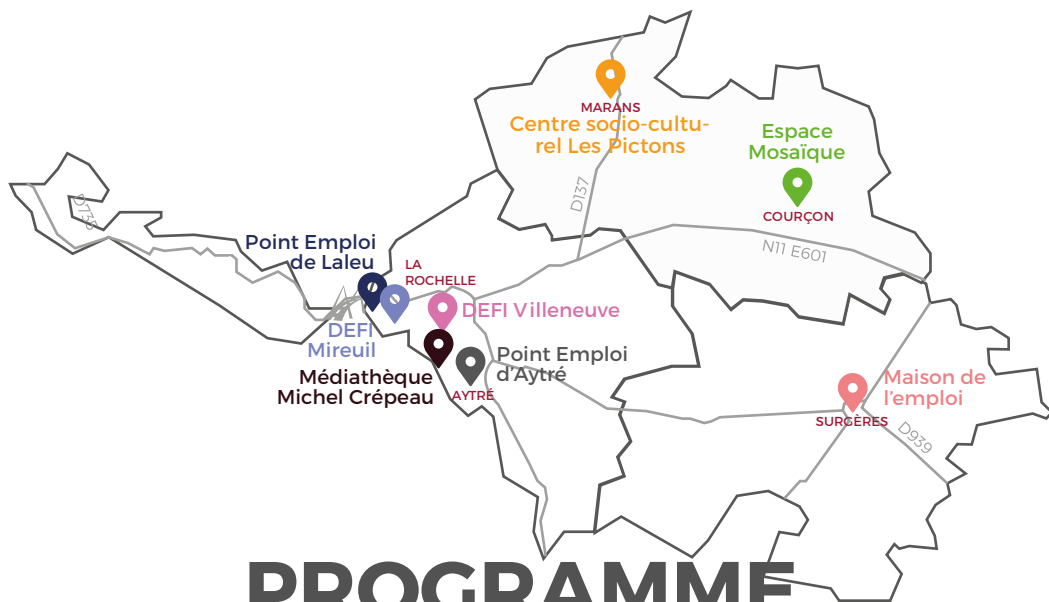 MARANS
Centre socio-cultu-
rel Les Pictons
Espace
Mosaïque
COURÇON
D137
D735
N11 E601
Point Emploi
de Laleu
LA
ROCHELLE
DEFI Villeneuve
DEFI
Mireuil
Point Emploi
d'Aytré
Médiathèque
Michel Crépeau
AYTRÉ
Maison de
l'emploi
SURGÈRES
D939
PROGRAMME